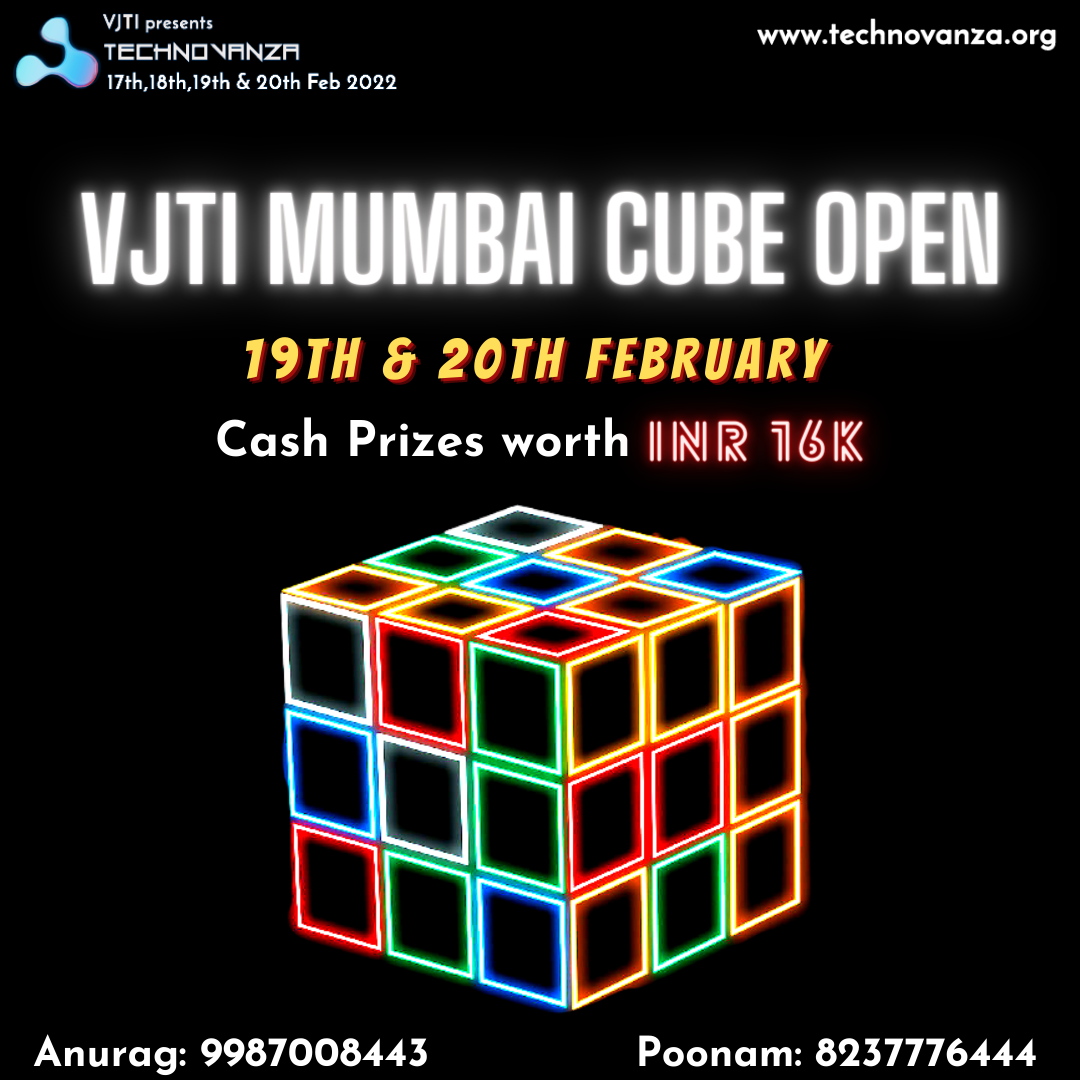 VJTI presents
TECHNOVANZA
17th,18th,19th & 20th Feb 2022
www.technovanza.org
VJTI MUMBAI CUBE OPEN
19TH & 20TH FEBRUARY
Cash Prizes worth INR 16K
Anurag: 9987008443
Poonam: 8237776444